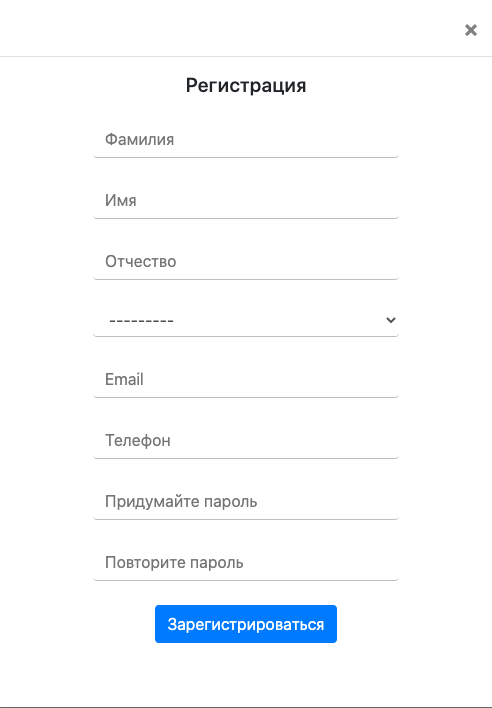 ×
Регистрация
Фамилия
Имя
Отчество
---------
Email
Телефон
Придумайте пароль
Повторите пароль
Зарегистрироваться